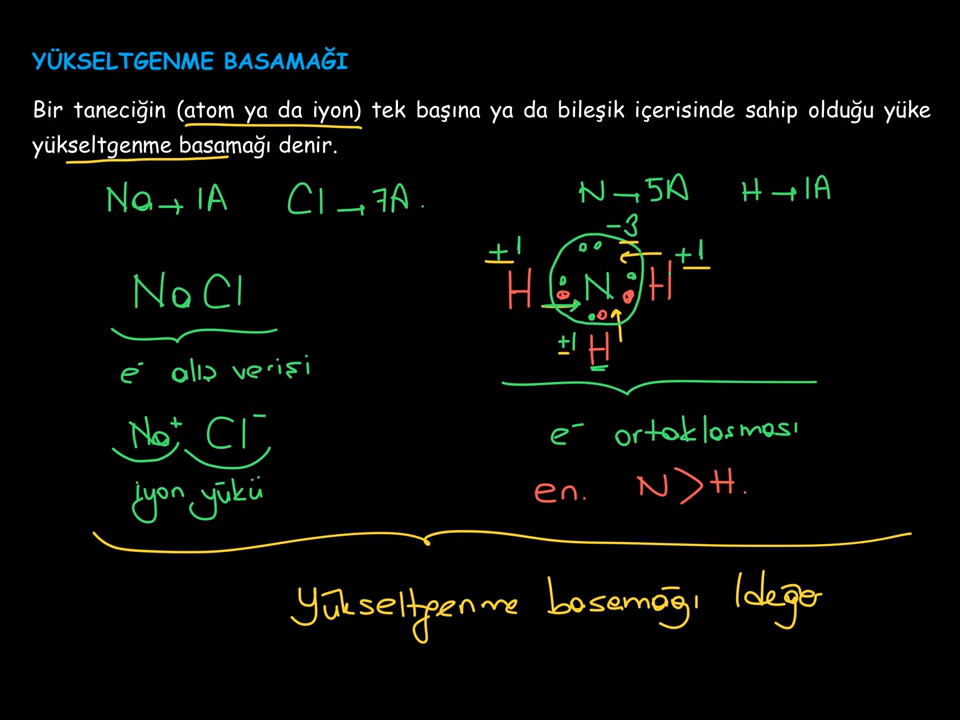 YÜKSELTGENME BASAMAĞI
Bir taneciğin (atom ya da iyon) tek başına ya da bileşik içerisinde sahip olduğu yüke
yükseltgenme basamağı denir.
Na → 1A Cl → 7A. N → 5A H → 1A
-3
+1 +1
NaCl H N H
+1
H
e⁻ alış verişi
Na⁺ Cl⁻ e⁻ ortaklaşması
iyon yükü en. N > H.
Yükseltgenme basamağı (değe